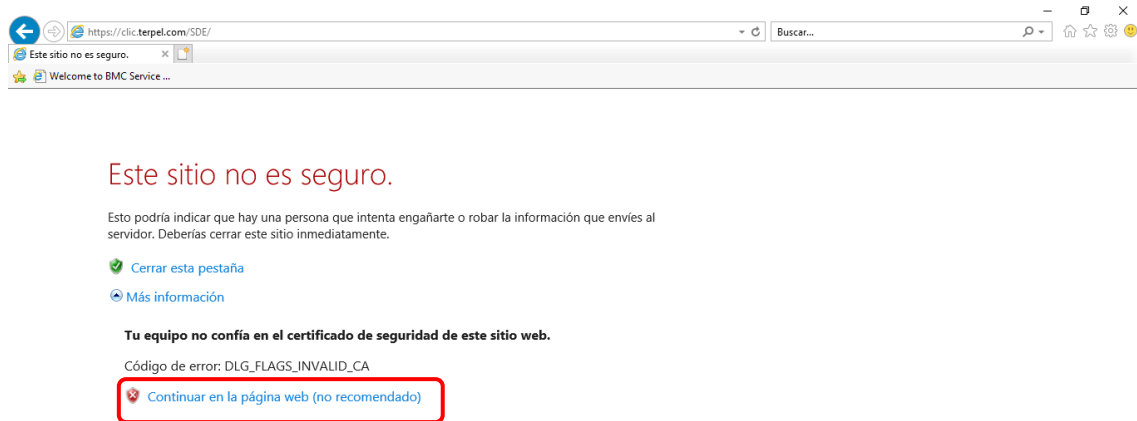 https://clic.terpel.com/SDE/
Buscar...
Este sitio no es seguro.
Welcome to BMC Service ...
Este sitio no es seguro.
Esto podría indicar que hay una persona que intenta engañarte o robar la información que envíes al
servidor. Deberías cerrar este sitio inmediatamente.
Cerrar esta pestaña
Más información
Tu equipo no confía en el certificado de seguridad de este sitio web.
Código de error: DLG_FLAGS_INVALID_CA
Continuar en la página web (no recomendado)